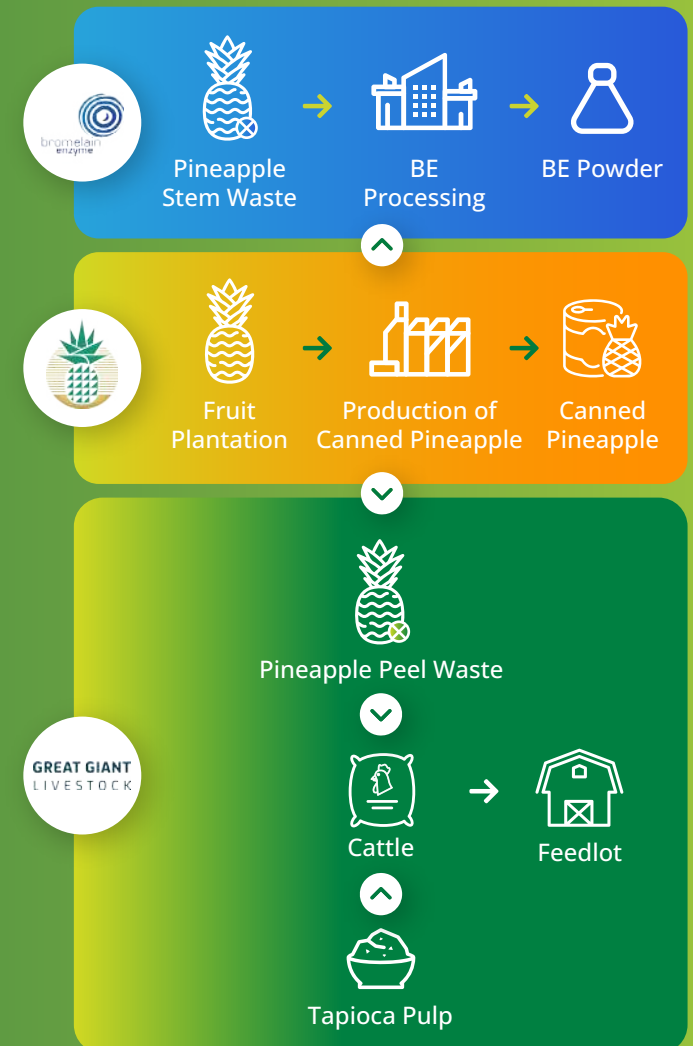 bromelain
enzyme
Pineapple
Stem Waste
BE
Processing
BE Powder
Fruit
Plantation
Production of
Canned Pineapple
Canned
Pineapple
GREAT GIANT
LIVESTOCK
Pineapple Peel Waste
Cattle
Feedlot
Tapioca Pulp